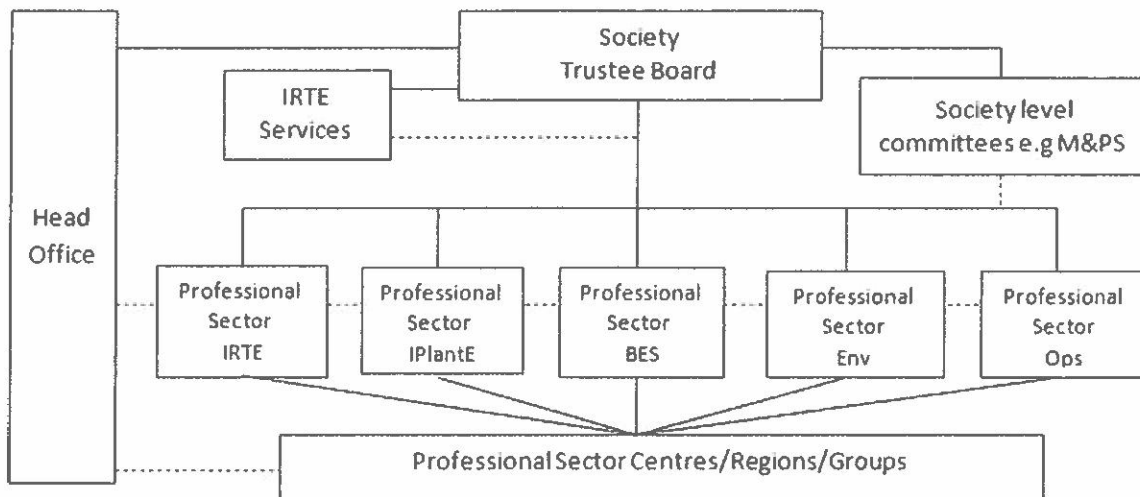 Society
Trustee Board
IRTE
Services
Society level
committees e.g M&PS
Head
Office
Professional
Sector
IRTE
Professional
Sector
IPlantE
Professional
Sector
BES
Professional
Sector
Env
Professional
Sector
Ops
Professional Sector Centres/Regions/Groups